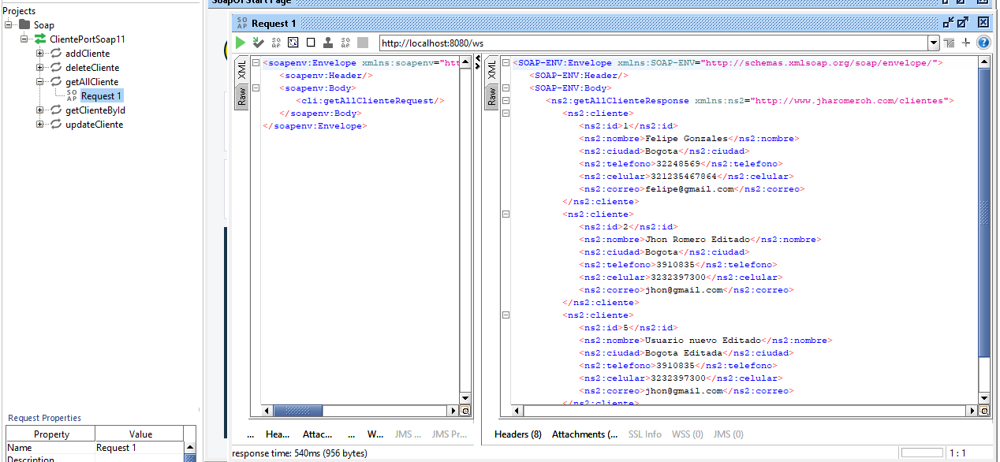 SoapUI Start Page
Projects
Soap
ClientePortSoap11
addCliente
deleteCliente
getAllCliente
SOAP Request 1
getClienteById
updateCliente
Request Properties
Property Value
Name Request 1
Description
SOAP Request 1
http://localhost:8080/ws
XML
Raw
<soapenv:Envelope xmlns:soapenv="htt
<soapenv:Header/>
<soapenv:Body>
<cli:getAllClienteRequest/>
</soapenv:Body>
</soapenv:Envelope>
... Hea... Attac... ... W... JMS ... JMS Pr...
XML
Raw
<SOAP-ENV:Envelope xmlns:SOAP-ENV="http://schemas.xmlsoap.org/soap/envelope/">
<SOAP-ENV:Header/>
<SOAP-ENV:Body>
<ns2:getAllClienteResponse xmlns:ns2="http://www.jharomeroh.com/clientes">
<ns2:cliente>
<ns2:id>1</ns2:id>
<ns2:nombre>Felipe Gonzales</ns2:nombre>
<ns2:ciudad>Bogota</ns2:ciudad>
<ns2:telefono>32248569</ns2:telefono>
<ns2:celular>321235467864</ns2:celular>
<ns2:correo>felipe@gmail.com</ns2:correo>
</ns2:cliente>
<ns2:cliente>
<ns2:id>2</ns2:id>
<ns2:nombre>Jhon Romero Editado</ns2:nombre>
<ns2:ciudad>Bogota</ns2:ciudad>
<ns2:telefono>3910835</ns2:telefono>
<ns2:celular>3232397300</ns2:celular>
<ns2:correo>jhon@gmail.com</ns2:correo>
</ns2:cliente>
<ns2:cliente>
<ns2:id>5</ns2:id>
<ns2:nombre>Usuario nuevo Editado</ns2:nombre>
<ns2:ciudad>Bogota Editada</ns2:ciudad>
<ns2:telefono>3910835</ns2:telefono>
<ns2:celular>3232397300</ns2:celular>
<ns2:correo>jhon@gmail.com</ns2:correo>
</ns2:cliente>
Headers (8) Attachments (... SSL Info WSS (0) JMS (0)
response time: 540ms (956 bytes)
1 : 1